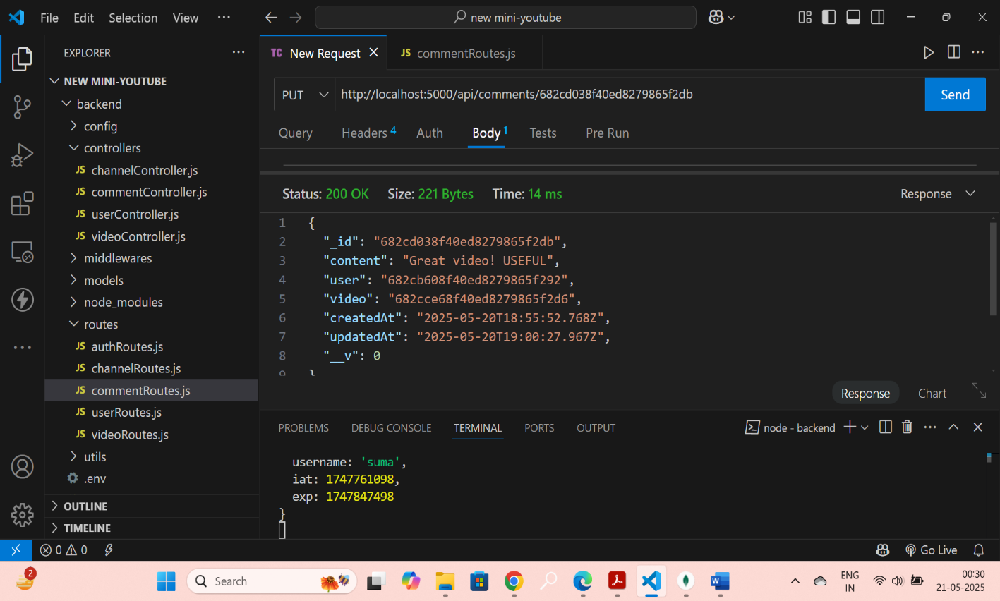 File Edit Selection View ··· new mini-youtube
EXPLORER ···
TC New Request JS commentRoutes.js
NEW MINI-YOUTUBE
backend
config
controllers
JS channelController.js
JS commentController.js
JS userController.js
JS videoController.js
middlewares
models
node_modules
routes
JS authRoutes.js
JS channelRoutes.js
JS commentRoutes.js
JS userRoutes.js
JS videoRoutes.js
utils
.env
OUTLINE
TIMELINE
PUT http://localhost:5000/api/comments/682cd038f40ed8279865f2db Send
Query Headers 4 Auth Body 1 Tests Pre Run
Status: 200 OK Size: 221 Bytes Time: 14 ms Response
1 {
2 "_id": "682cd038f40ed8279865f2db",
3 "content": "Great video! USEFUL",
4 "user": "682cb608f40ed8279865f292",
5 "video": "682cce68f40ed8279865f2d6",
6 "createdAt": "2025-05-20T18:55:52.768Z",
7 "updatedAt": "2025-05-20T19:00:27.967Z",
8 "__v": 0
9 }
Response Chart
PROBLEMS DEBUG CONSOLE TERMINAL PORTS OUTPUT node - backend
username: 'suma',
iat: 1747761098,
exp: 1747847498
}
0 0 Go Live
2 Search ENG 00:30
IN 21-05-2025